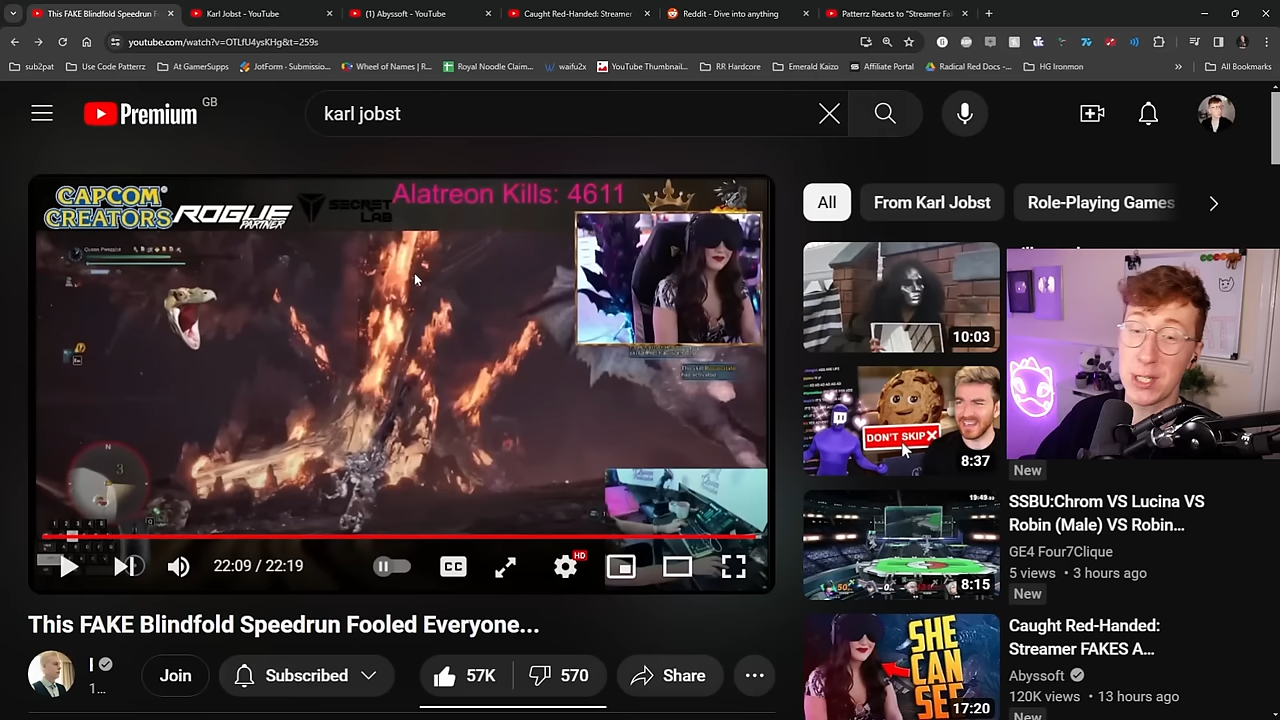 This FAKE Blindfold Speedrun F
Karl Jobst - YouTube
(1) Abyssoft - YouTube
Caught Red-Handed: Streamer
Reddit - Dive into anything
Patterrz Reacts to "Streamer Fa
youtube.com/watch?v=OTLfU4ysKHg&t=259s
sub2pat
Use Code Patterrz
At GamerSupps
JotForm - Submissio...
Wheel of Names | R...
Royal Noodle Claim...
waifu2x
YouTube Thumbnail...
RR Hardcore
Emerald Kaizo
Affiliate Portal
Radical Red Docs -...
HG Ironmon
All Bookmarks
Premium
GB
karl jobst
CAPCOM
CREATORS
ROGUE
PARTNER
SECRET
LAB
Alatreon Kills: 4611
All
From Karl Jobst
Role-Playing Games
N
3
22:09 / 22:19
CC
HD
This FAKE Blindfold Speedrun Fooled Everyone...
1...
Join
Subscribed
57K
570
Share
10:03
DON'T SKIP
8:37
New
19:49
8:15
SSBU:Chrom VS Lucina VS
Robin (Male) VS Robin...
GE4 Four7Clique
5 views • 3 hours ago
New
SHE
CAN
SEE
17:20
Caught Red-Handed:
Streamer FAKES A...
Abyssoft
120K views • 13 hours ago
New